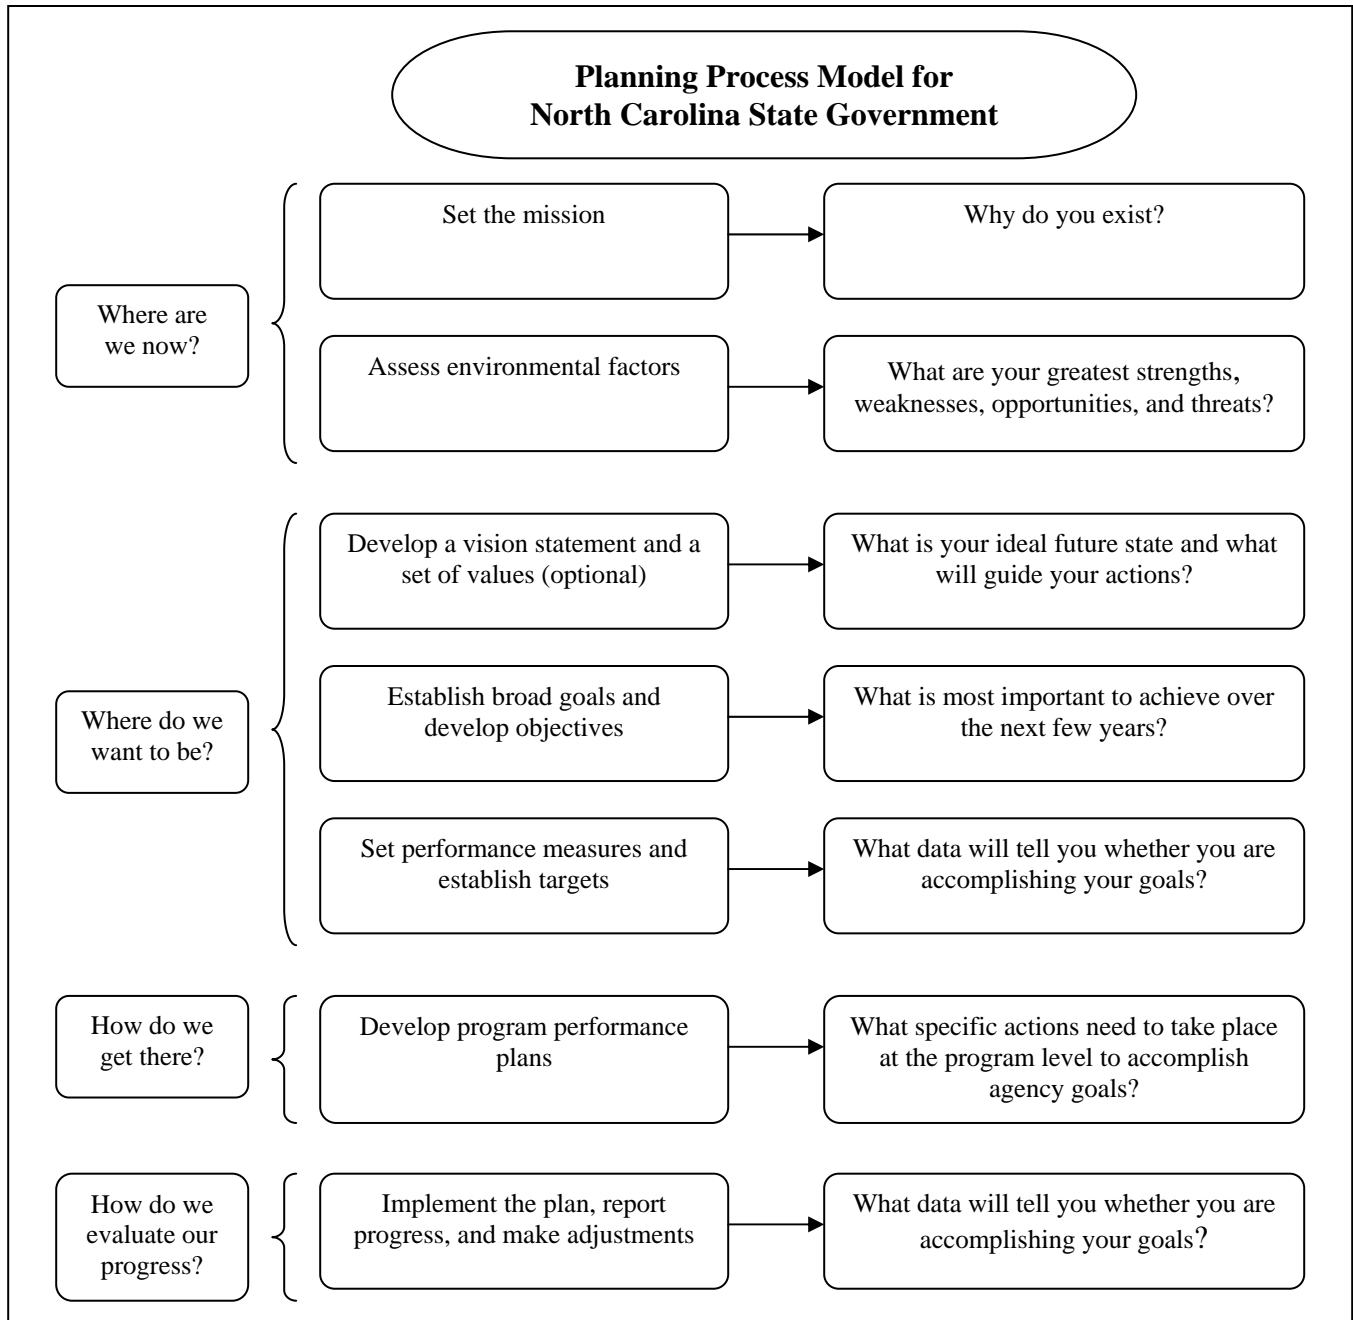 Planning Process Model for
North Carolina State Government
Where are
we now?
Set the mission
Why do you exist?
Assess environmental factors
What are your greatest strengths,
weaknesses, opportunities, and threats?
Where do we
want to be?
Develop a vision statement and a
set of values (optional)
What is your ideal future state and what
will guide your actions?
Establish broad goals and
develop objectives
What is most important to achieve over
the next few years?
Set performance measures and
establish targets
What data will tell you whether you are
accomplishing your goals?
How do we
get there?
Develop program performance
plans
What specific actions need to take place
at the program level to accomplish
agency goals?
How do we
evaluate our
progress?
Implement the plan, report
progress, and make adjustments
What data will tell you whether you are
accomplishing your goals?